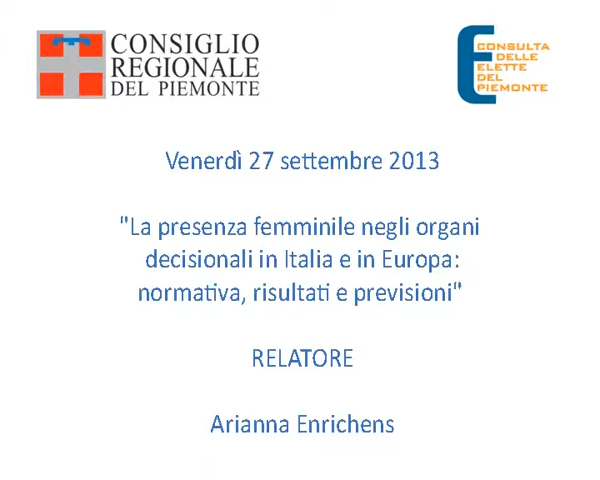 CONSIGLIO
REGIONALE
DEL PIEMONTE
CONSULTA
DELLE
ELETTE
DEL
PIEMONTE
Venerdì 27 settembre 2013
"La presenza femminile negli organi
decisionali in Italia e in Europa:
normativa, risultati e previsioni"
RELATORE
Arianna Enrichens